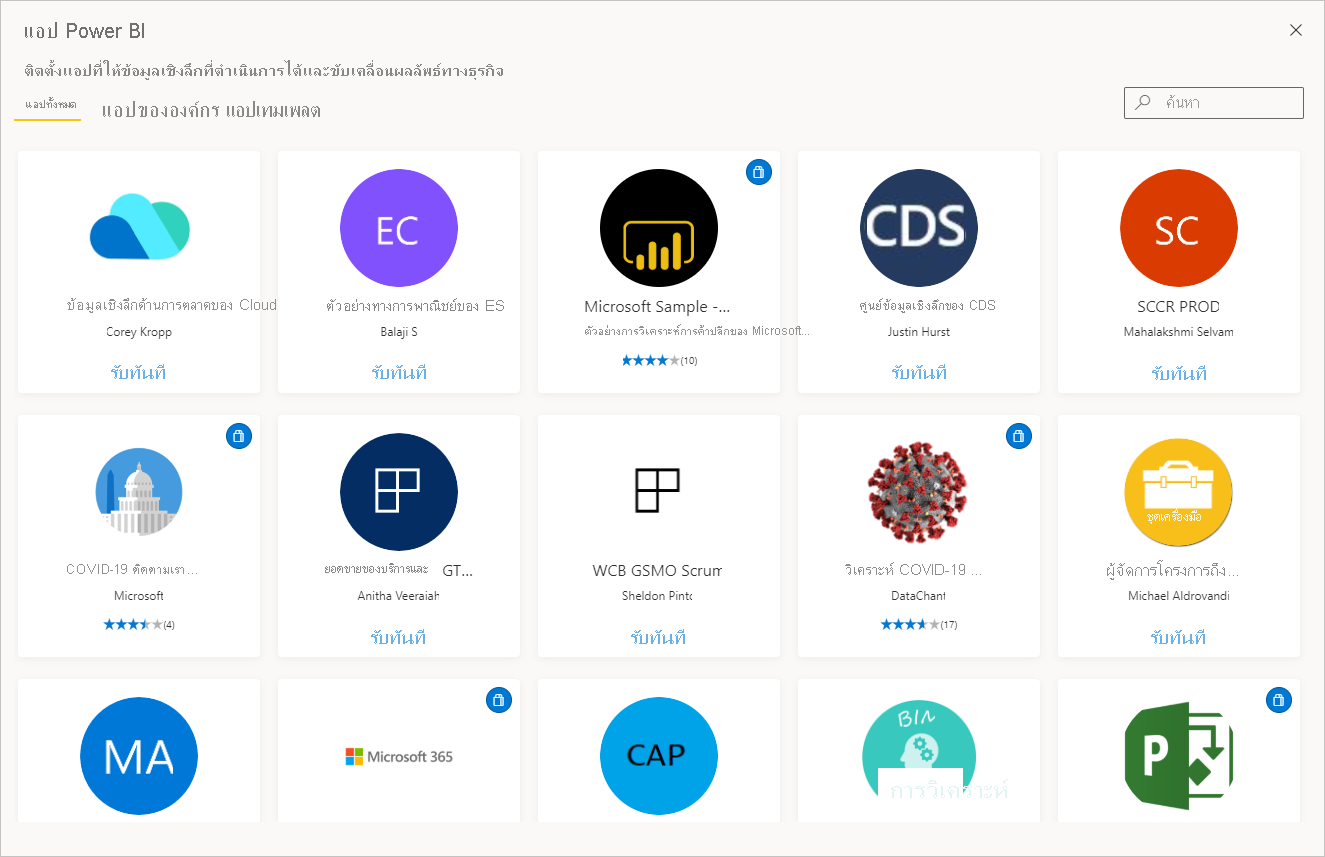 แอป Power BI
ติดตั้งแอปที่ให้ข้อมูลเชิงลึกที่ดำเนินการได้และขับเคลื่อนผลลัพธ์ทางธุรกิจ
แอปทั้งหมด แอปขององค์กร แอปเทมเพลต
ค้นหา
EC
CDS
SC
ข้อมูลเชิงลึกด้านการตลาดของ Cloud
ตัวอย่างทางการพาณิชย์ของ ES
Microsoft Sample -...
ศูนย์ข้อมูลเชิงลึกของ CDS
SCCR PROD
Corey Kropp
Balaji S
ตัวอย่างการวิเคราะห์การค้าปลีกของ Microsoft...
Justin Hurst
Mahalakshmi Selvam
รับทันที
รับทันที
(10)
รับทันที
รับทันที
ชุดเครื่องมือ
COVID-19 ติดตามเรา...
ยอดขายของบริการและ GT...
WCB GSMO Scrum
วิเคราะห์ COVID-19 ...
ผู้จัดการโครงการถึง...
Microsoft
Anitha Veeraiah
Sheldon Pinto
DataChant
Michael Aldrovandi
(4)
รับทันที
รับทันที
(17)
รับทันที
MA
Microsoft 365
CAP
BIn
การวิเคราะห์
P